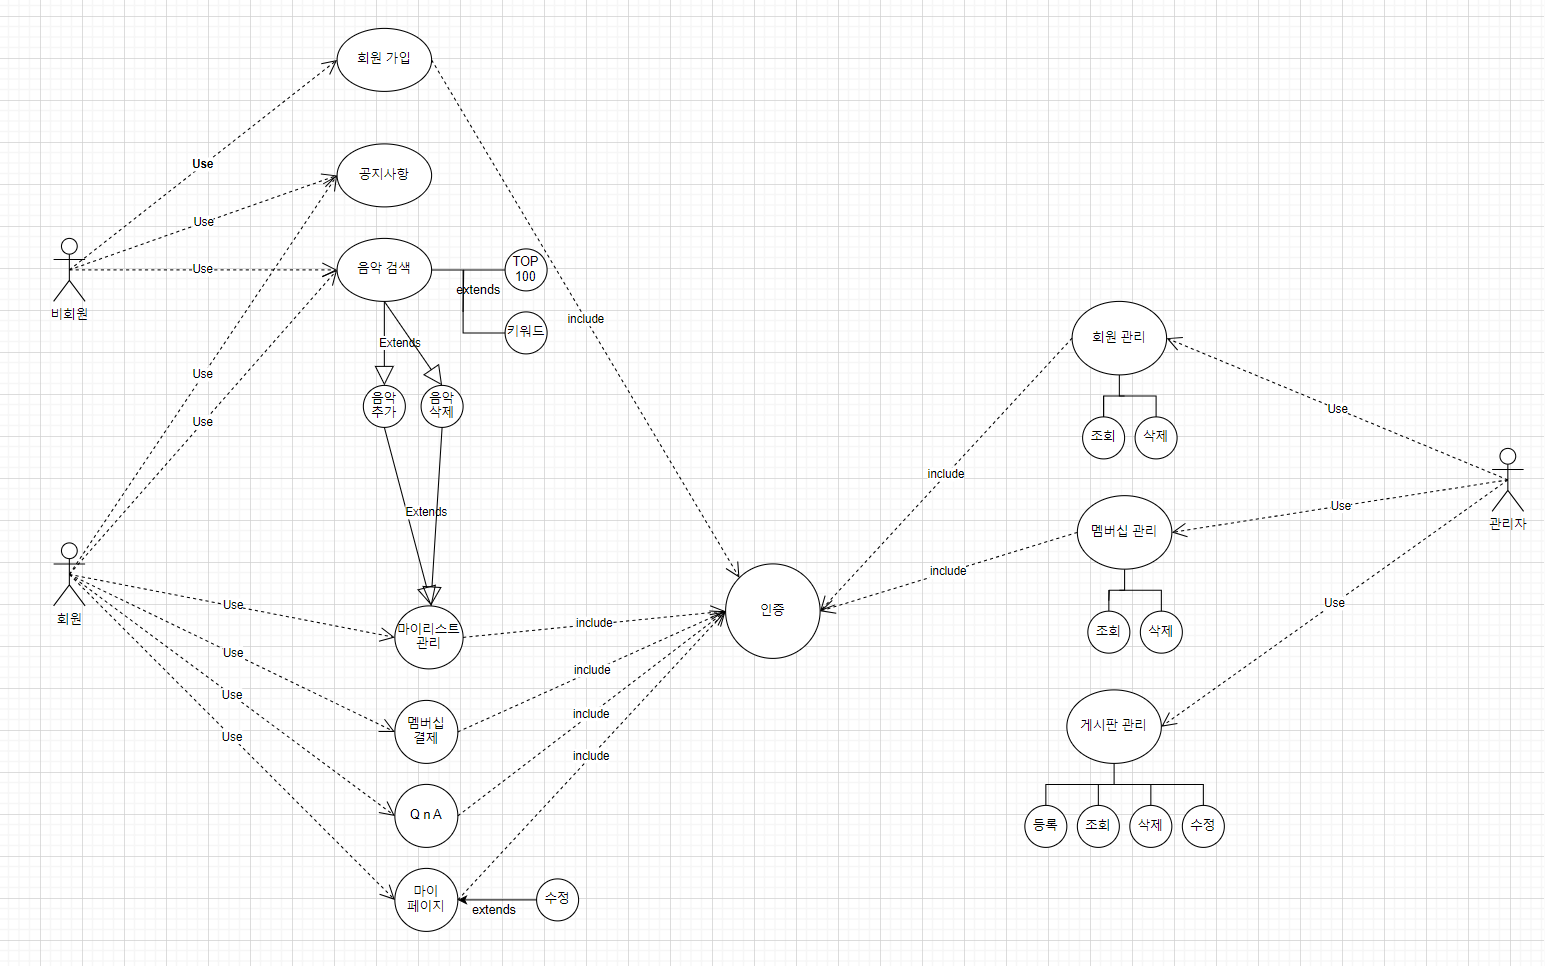 회원 가입
Use
공지사항
Use
비회원
Use
음악 검색
TOP
100
extends
키워드
include
Extends
음악
추가
음악
삭제
Use
Use
Extends
회원
Use
마이리스트
관리
include
인증
Use
멤버십
결제
include
Use
Q n A
include
Use
마이
페이지
include
extends
수정
회원 관리
조회
삭제
include
Use
관리자
멤버십 관리
Use
include
조회
삭제
Use
게시판 관리
등록
조회
삭제
수정